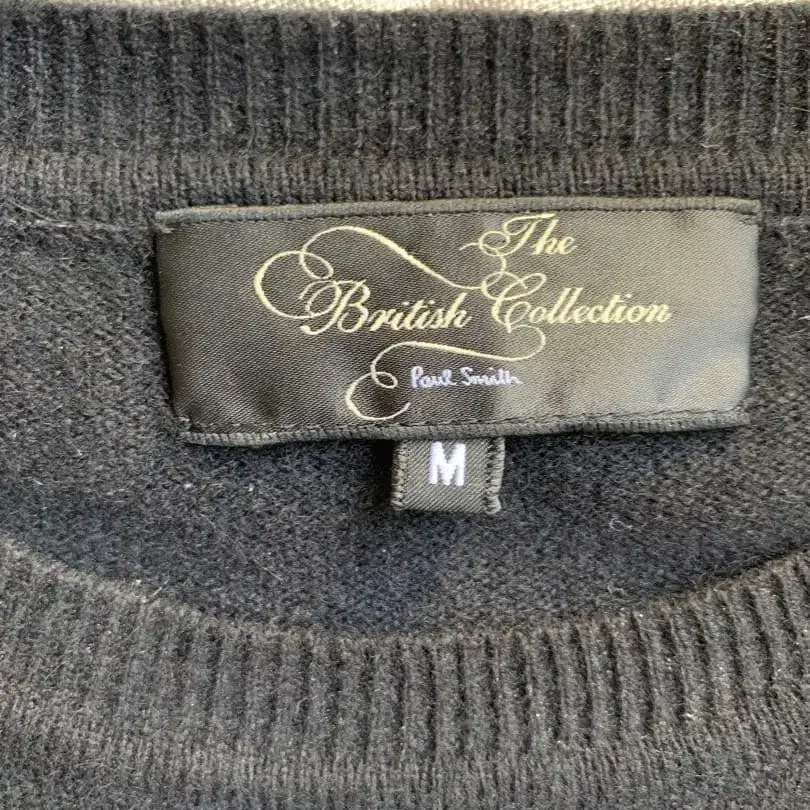 The
British Collection
Paul Smith
M